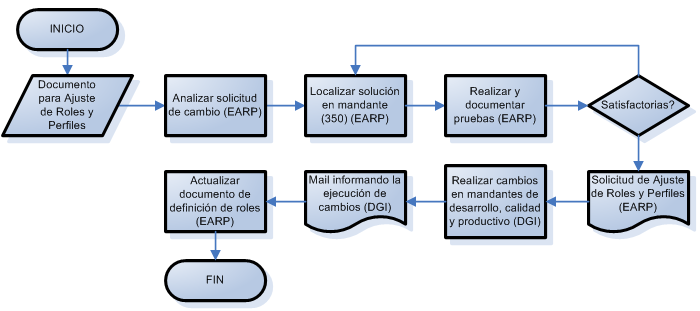 INICIO
Documento
para Ajuste
de Roles y
Perfiles
Analizar solicitud
de cambio (EARP)
Localizar solución
en mandante
(350) (EARP)
Realizar y
documentar
pruebas (EARP)
Satisfactorias?
Solicitud de Ajuste
de Roles y Perfiles
(EARP)
Realizar cambios
en mandantes de
desarrollo, calidad
y productivo (DGI)
Mail informando la
ejecución de
cambios (DGI)
Actualizar
documento de
definición de roles
(EARP)
FIN